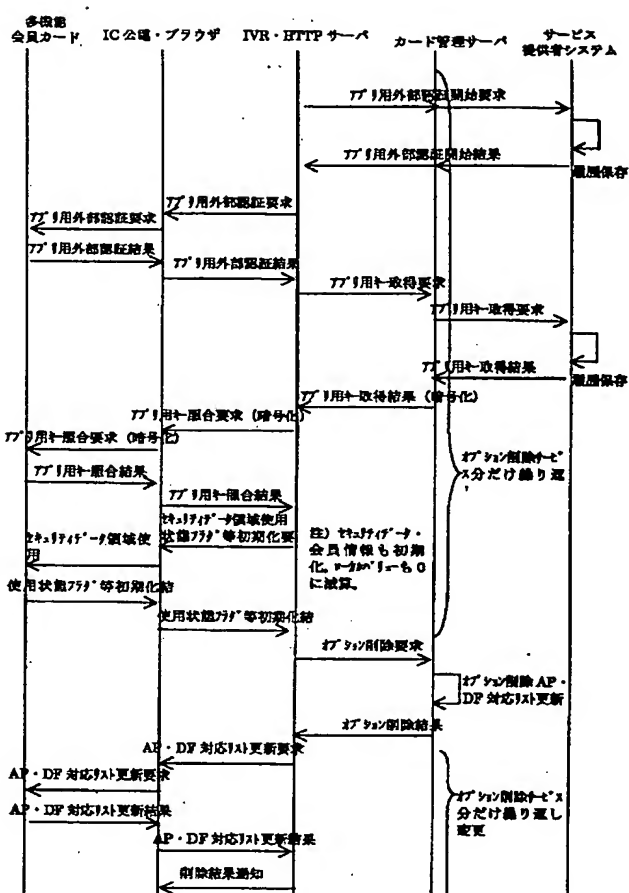 多機能
会員カード
IC公電・ブラウザ
IVR・HTTPサーバ
カード管理サーバ
サービス
提供者システム
アプリ用外部認証開始要求
アプリ用外部認証開始結果
履歴保存
アプリ用外部認証要求
アプリ用外部認証要求
アプリ用外部認証結果
アプリ用外部認証結果
アプリ用キー取得要求
アプリ用キー取得要求
アプリ用キー取得結果
履歴保存
アプリ用キー取得結果（暗号化）
アプリ用キー照合要求（暗号化）
アプリ用キー照合要求（暗号化）
アプリ用キー照合結果
アプリ用キー照合結果
オプション削除サービ
ス分だけ繰り返
セキュリティデータ領域使用
状態フラグ等初期化要
セキュリティデータ領域使
用
注）セキュリティデータ・
会員情報も初期
化。トータルバリューも0
に減算。
使用状態フラグ等初期化結
使用状態フラグ等初期化結
オプション削除要求
オプション削除AP・
DF対応リスト更新
オプション削除結果
AP・DF対応リスト更新要求
AP・DF対応リスト更新要求
AP・DF対応リスト更新結果
AP・DF対応リスト更新結果
オプション削除サービス
分だけ繰り返し
変更
削除結果通知